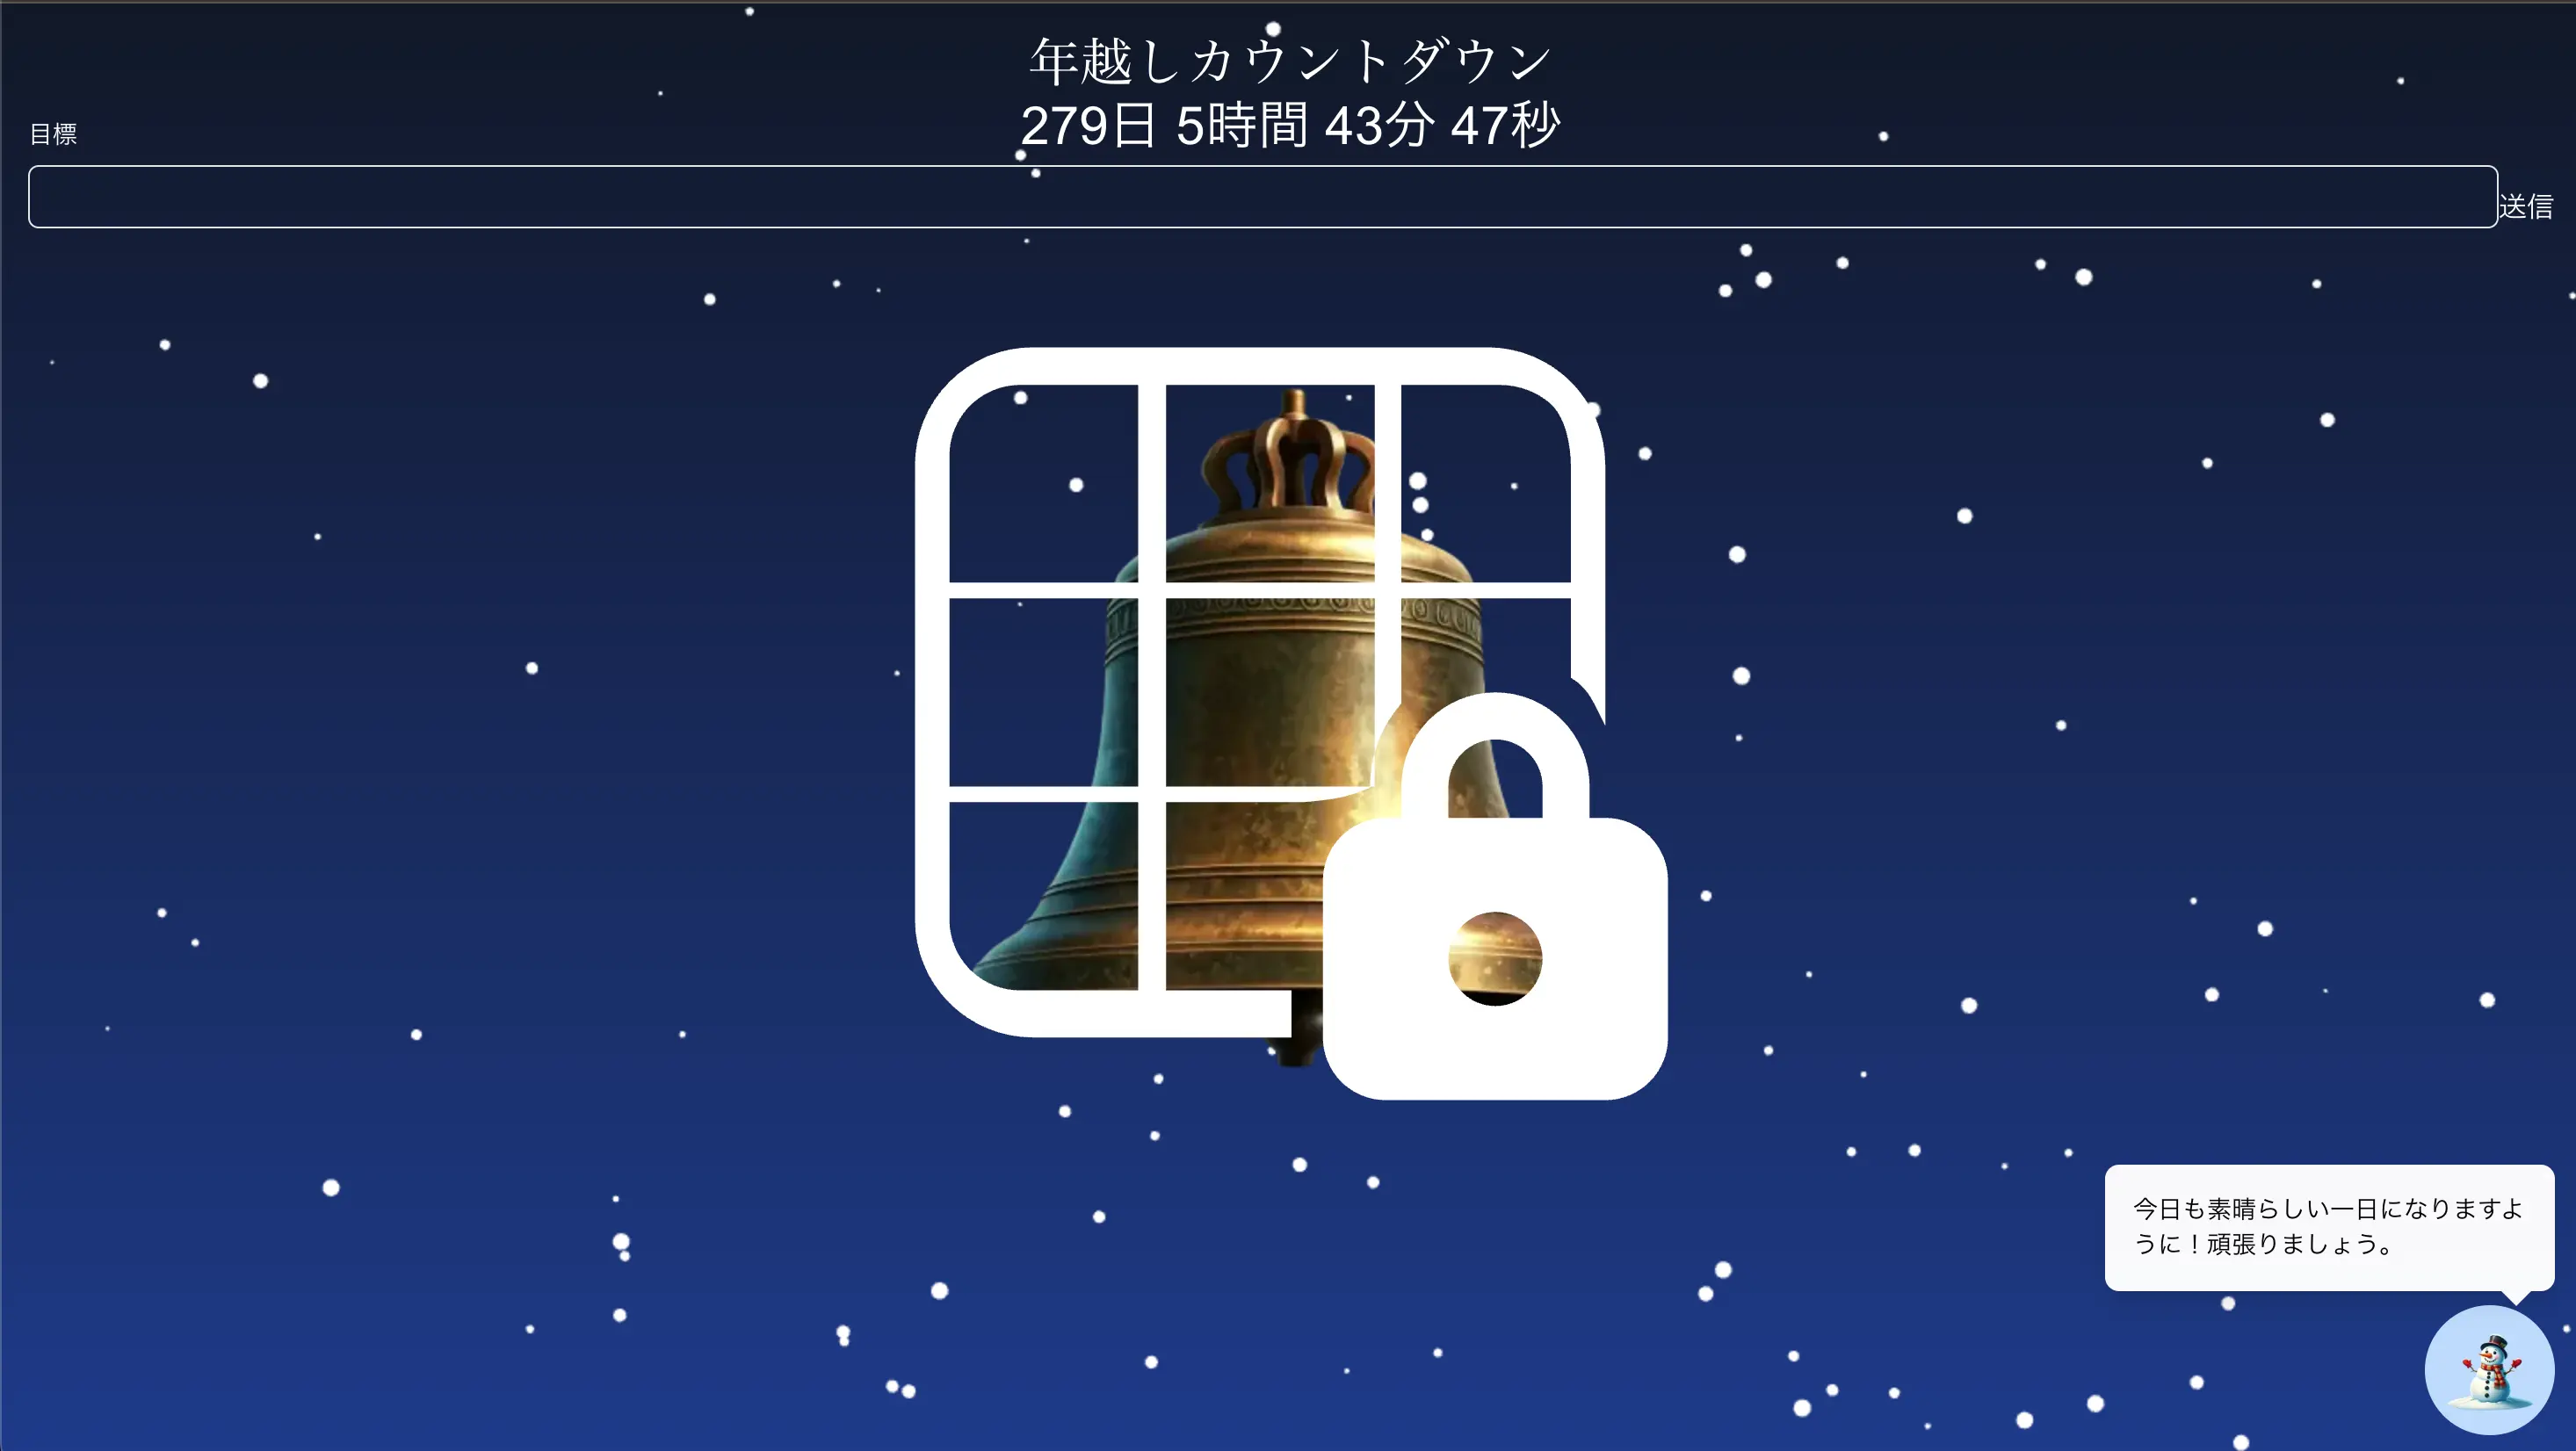 年越しカウントダウン
279日 5時間 43分 47秒
目標
送信
今日も素晴らしい一日になりますよ
うに！頑張りましょう。